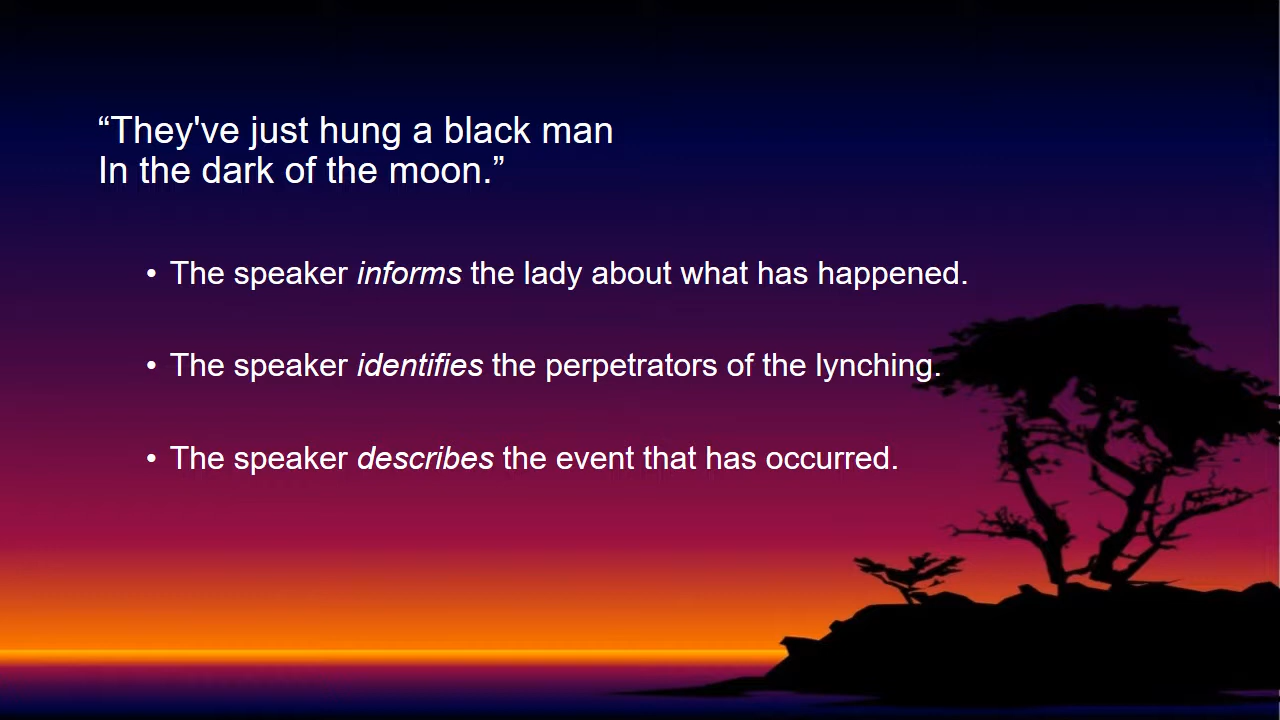 “They've just hung a black man
In the dark of the moon.”
• The speaker informs the lady about what has happened.
• The speaker identifies the perpetrators of the lynching.
• The speaker describes the event that has occurred.